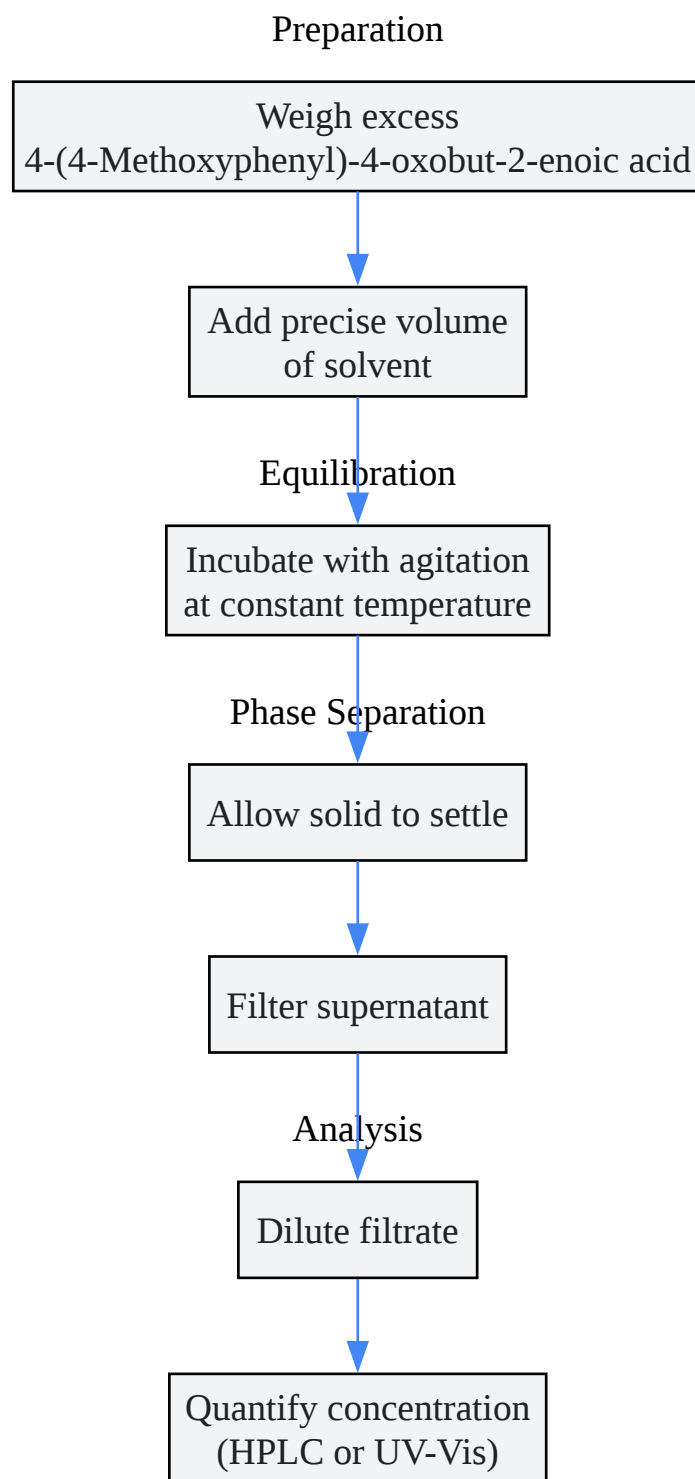 Preparation
Weigh excess
4-(4-Methoxyphenyl)-4-oxobut-2-enoic acid
Add precise volume
of solvent
Equilibration
Incubate with agitation
at constant temperature
Phase Separation
Allow solid to settle
Filter supernatant
Analysis
Dilute filtrate
Quantify concentration
(HPLC or UV-Vis)